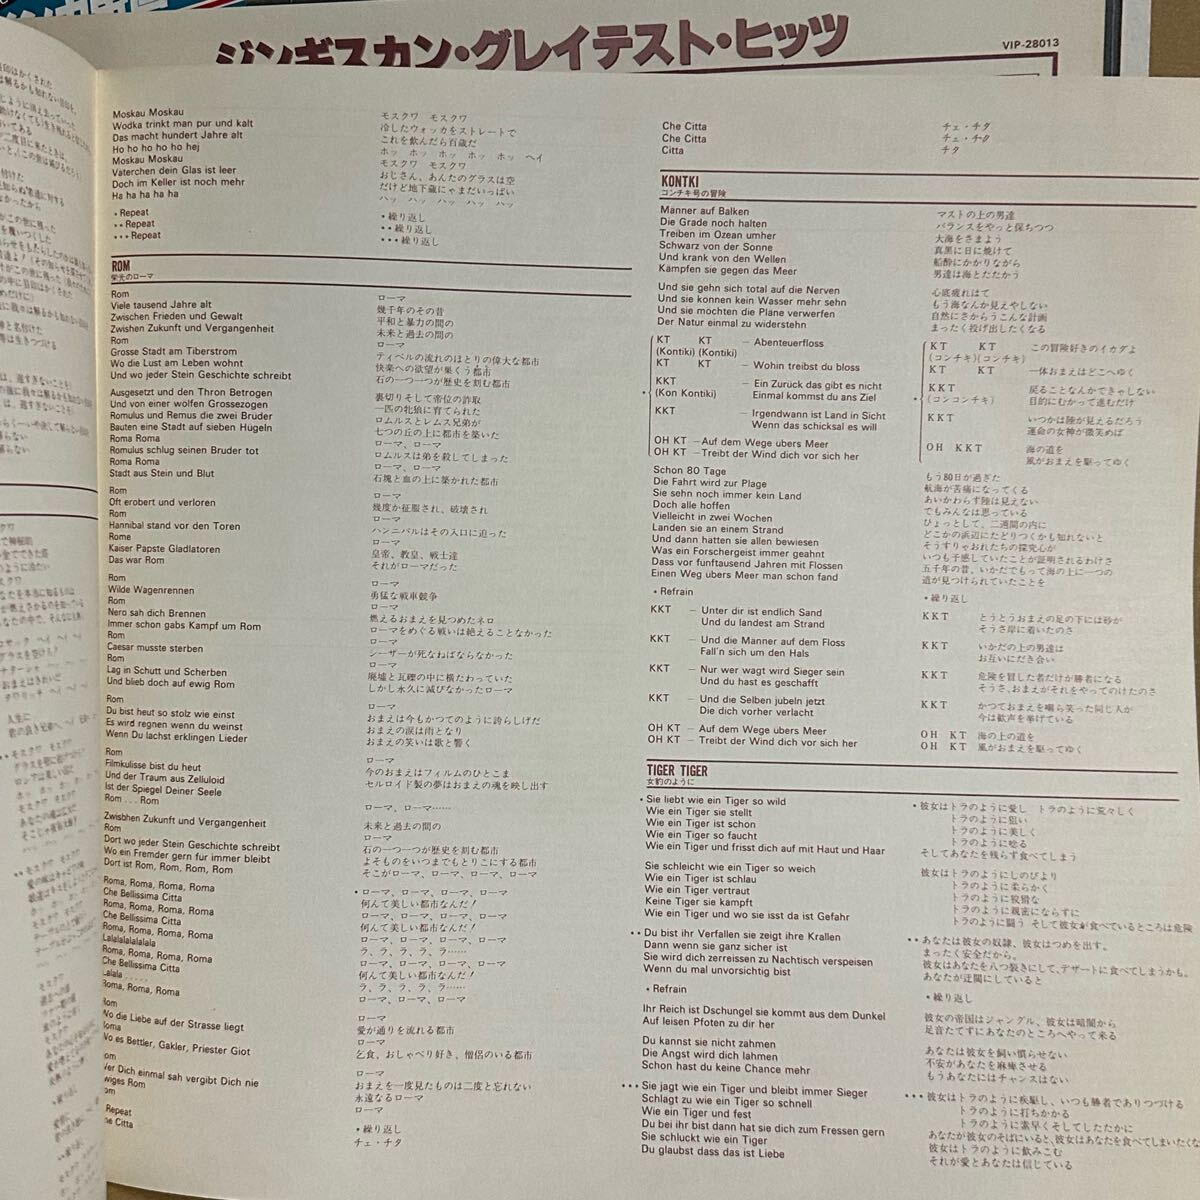 ジンギスカン・グレイテスト・ヒッツ
VIP-28013
Moskau Moskau
Wodka trinkt man pur und kalt
Das macht hundert Jahre alt
Ho ho ho ho ho hej
Moskau Moskau
Vaterchen dein Glas ist leer
Doch im Keller ist noch mehr
Ha ha ha ha ha
• Repeat
•• Repeat
••• Repeat
モスクワ モスクワ
冷したウォッカをストレートで
これを飲んだら百歳だ
ホッ ホッ ホッ ホッ ホッ ヘイ
モスクワ モスクワ
おじさん、あんたのグラスは空
だけど地下蔵にゃまだいっぱい
ハッ ハッ ハッ ハッ ハッ
•繰り返し
••繰り返し
•••繰り返し
ROM
栄光のローマ
Rom
Viele tausend Jahre alt
Zwischen Frieden und Gewalt
Zwishen Zukunft und Vergangenheit
Rom
Grosse Stadt am Tiberstrom
Wo die Lust am Leben wohnt
Und wo jeder Stein Geschichte schreibt
Ausgesetzt und den Thron Betrogen
Und von einer wolfen Grossezogen
Romulus und Remus die zwei Bruder
Bauten eine Stadt auf sieben Hügeln
Roma Roma
Romulus schlug seinen Bruder tot
Roma Roma
Stadt aus Stein und Blut
Rom
Oft erobert und verloren
Rom
Hannibal stand vor den Toren
Rome
Kaiser Papste Gladlatoren
Das war Rom
Rom
Wilde Wagenrennen
Rom
Nero sah dich Brennen
Immer schon gabs Kampf um Rom
Rom
Caesar musste sterben
Rom
Lag in Schutt und Scherben
Und blieb doch auf ewig Rom
Rom
Du bist heut so stolz wie einst
Es wird regnen wenn du weinst
Wenn Du lachst erklingen Lieder
Rom
Filmkulisse bist du heut
Und der Traum aus Zelluloid
Ist der Spiegel Deiner Seele
Rom . . . Rom
Zwisbhen Zukunft und Vergangenheit
Rom
Dort wo jeder Stein Geschichte schreibt
Wo ein Fremder gern fur immer bleibt
Dort ist Rom, Rom, Rom, Rom
Roma, Roma, Roma, Roma
Che Bellissima Citta
Roma, Roma, Roma, Roma
Che Bellissima Citta
Roma, Roma, Roma, Roma
Lalalalalalalala
Roma, Roma, Roma, Roma
Che Bellissima Citta
Lalala . . . . .
Roma, Roma, Roma
Rom
Wo die Liebe auf der Strasse liegt
Roma
Wo es Bettler, Gakler, Priester Giot
Rom
Wer Dich einmal sah vergibt Dich nie
Ewiges Rom
Rom
Repeat
Che Citta
ローマ
幾千年のその昔
平和と暴力の間の
未来と過去の間の
ローマ
ティベルの流れのほとりの偉大な都市
快楽への欲望が巣くう都市
石の一つ一つが歴史を刻む都市
裏切りそして帝位の詐取
一匹の牝狼に育てられた
ロムルスとレムス兄弟が
七つの丘の上に都市を築いた
ローマ、ローマ
ロムルスは弟を殺してしまった
ローマ、ローマ
石塊と血の上に築かれた都市
ローマ
幾度か征服され、破壊され
ローマ
ハンニバルはその入口に迫った
ローマ
皇帝、教皇、戦士達
それがローマだった
ローマ
勇猛な戦車競争
ローマ
燃えるおまえを見つめたネロ
ローマをめぐる戦いは絶えることなかった
ローマ
シーザーが死なねばならなかった
ローマ
廃墟と瓦礫の中に横たわっていた
しかし永久に滅びなかったローマ
ローマ
おまえは今もかつてのように誇らしげだ
おまえの涙は雨となり
おまえの笑いは歌と響く
ローマ
今のおまえはフィルムのひとこま
セルロイド製の夢はおまえの魂を映し出す
ローマ、ローマ……
未来と過去の間の
ローマ
石の一つ一つが歴史を刻む都市
よそものをいつまでもとりこにする都市
そこがローマ、ローマ、ローマ、ローマ
•ローマ、ローマ、ローマ、ローマ
何んて美しい都市なんだ！
ローマ、ローマ、ローマ、ローマ
何んて美しい都市なんだ！
ローマ、ローマ、ローマ、ローマ
ラ、ラ、ラ、ラ、ラ……
ローマ、ローマ、ローマ、ローマ
何んて美しい都市なんだ！
ラ、ラ、ラ、ラ、ラ……
ローマ、ローマ、ローマ
ローマ
愛が通りを流れる都市
ローマ
乞食、おしゃべり好き、僧侶のいる都市
ローマ
おまえを一度見たものは二度と忘れない
永遠なるローマ
ローマ
•繰り返し
チェ・チタ
Che Citta
Che Citta
Citta
チェ・チタ
チェ・チタ
チタ
KONTKI
コンチキ号の冒険
Manner auf Balken
Die Grade noch halten
Treiben im Ozean umher
Schwarz von der Sonne
Und krank von den Wellen
Kampfen sie gegen das Meer
Und sie gehn sich total auf die Nerven
Und sie konnen kein Wasser mehr sehn
Und sie mochten die Plane verwerfen
Der Natur einmal zu widerstehn
KT KT – Abenteuerfloss
(Kontiki) (Kontiki)
KT KT – Wohin treibst du bloss
KKT – Ein Zurück das gibt es nicht
(Kon Kontiki) Einmal kommst du ans Ziel
KKT – Irgendwann ist Land in Sicht
Wenn das schicksal es will
OH KT – Auf dem Wege ubers Meer
OH KT – Treibt der Wind dich vor sich her
Schon 80 Tage
Die Fahrt wird zur Plage
Sie sehn noch immer kein Land
Doch alle hoffen
Vielleicht in zwei Wochen
Landen sie an einem Strand
Und dann hatten sie allen bewiesen
Was ein Forschergeist immer geahnt
Dass vor funftausend Jahren mit Flossen
Einen Weg ubers Meer man schon fand
• Refrain
KKT – Unter dir ist endlich Sand
Und du landest am Strand
KKT – Und die Manner auf dem Floss
Fall'n sich um den Hals
KKT – Nur wer wagt wird Sieger sein
Und du hast es geschafft
KKT – Und die Selben jubeln jetzt
Die dich vorher verlacht
OH KT – Auf dem Wege ubers Meer
OH KT – Treibt der Wind dich vor sich her
マストの上の男達
バランスをやっと保ちつつ
大海をさまよう
真黒に日に焼けて
船酔にかかりながら
男達は海とたたかう
心底疲れはて
もう海なんか見えやしない
自然にさからうこんな計画
まったく投げ出したくなる
KT KT この冒険好きのイカダよ
(コンチキ)(コンチキ)
KT KT 一体おまえはどこへゆく
KKT 戻ることなんてできゃしない
(コンコンチキ) 目的にむかって進むだけ
KKT いつかは陸が見えるだろう
運命の女神が微笑めば
OH KKT 海の道を
風がおまえを駆ってゆく
もう80日が過ぎた
航海が苦痛になってくる
あいかわらず陸は見えない
でもみんなは思っている
ひょっとして、二週間の内に
どこかの浜辺にたどりつくかも知れないと
そうすりゃおれたちの探究心が
いつも予感していたことが証明されるわけさ
五千年の昔、いかだでもって海の上に一つの
道が見つけられていたことを
•繰り返し
KKT とうとうおまえの足の下には砂が
そうさ岸に着いたのさ
KKT いかだの上の男達は
お互いにだき合い
KKT 危険を冒した者だけが勝者になる
そうさ、おまえがそれをやってのけたのさ
KKT かつておまえを嘲ら笑った同じ人が
今は歓声を挙げている
OH KT 海の上の道を
OH KT 風がおまえを駆ってゆく
TIGER TIGER
女豹のように
• Sie liebt wie ein Tiger so wild
Wie ein Tiger sie stellt
Wie ein Tiger ist schon
Wie ein Tiger so faucht
Wie ein Tiger und frisst dich auf mit Haut und Haar
Sie schleicht wie ein Tiger so weich
Wie ein Tiger ist schlau
Wie ein Tiger vertraut
Keine Tiger sie kampft
Wie ein Tiger und wo sie isst da ist Gefahr
•• Du bist ihr Verfallen sie zeigt ihre Krallen
Dann wenn sie ganz sicher ist
Sie wird dich zerreissen zu Nachtisch verspeisen
Wenn du mal unvorsichtig bist
• Refrain
Ihr Reich ist Dschungel sie kommt aus dem Dunkel
Auf leisen Pfoten zu dir her
Du kannst sie nicht zahmen
Die Angst wird dich lahmen
Schon hast du keine Chance mehr
••• Sie jagt wie ein Tiger und bleibt immer Sieger
Schlagt zu wie ein Tiger so schnell
Wie ein Tiger und fest
Du bei ihr bist dann hat sie dich zum Fressen gern
Sie schluckt wie ein Tiger
Du glaubst dass das ist Liebe
•彼女はトラのように愛し トラのように荒々しく
トラのように狙い
トラのように美しく
トラのように唸る
そしてあなたを残らず食べてしまう
彼女はトラのようにしのびより
トラのように柔らかく
トラのように狡猾な
トラのように親密にならずに
トラのように闘う そして彼女が食べているところは危険
••あなたは彼女の奴隷、彼女はつめを出す。
まったく安全だから。
彼女はあなたを八つ裂きにして、デザートに食べてしまうかも。
あなたが迂闊にしていると
•繰り返し
彼女の帝国はジャングル、彼女は暗闇から
足音たてずにあなたのところへやって来る
あなたは彼女を飼い慣らせない
不安があなたを麻痺させる
もうあなたにはチャンスはない
•••彼女はトラのように疾駆し、いつも勝者でありつづける
トラのように打ちかかる
トラのように素早くそしてしたたかに
あなたが彼女のそばにいると、彼女はあなたを食べてしまいたくな
彼女はトラのように飲みこむ
それが愛とあなたは信じている